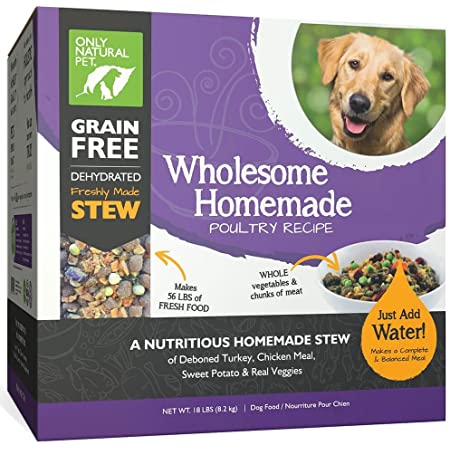 ONLY
NATURAL
PET.
GRAIN
FREE
DEHYDRATED
Freshly Made
STEW
Wholesome
Homemade
POULTRY RECIPE
Makes
56 LBS of
FRESH FOOD
WHOLE
vegetables &
chunks of meat
Just Add
Water!
Makes a Complete
& Balanced Meal
A NUTRITIOUS HOMEMADE STEW
of Deboned Turkey, Chicken Meal,
Sweet Potato & Real Veggies
NET WT. 18 LBS (8.2 kg) | Dog Food / Nourriture Pour Chien